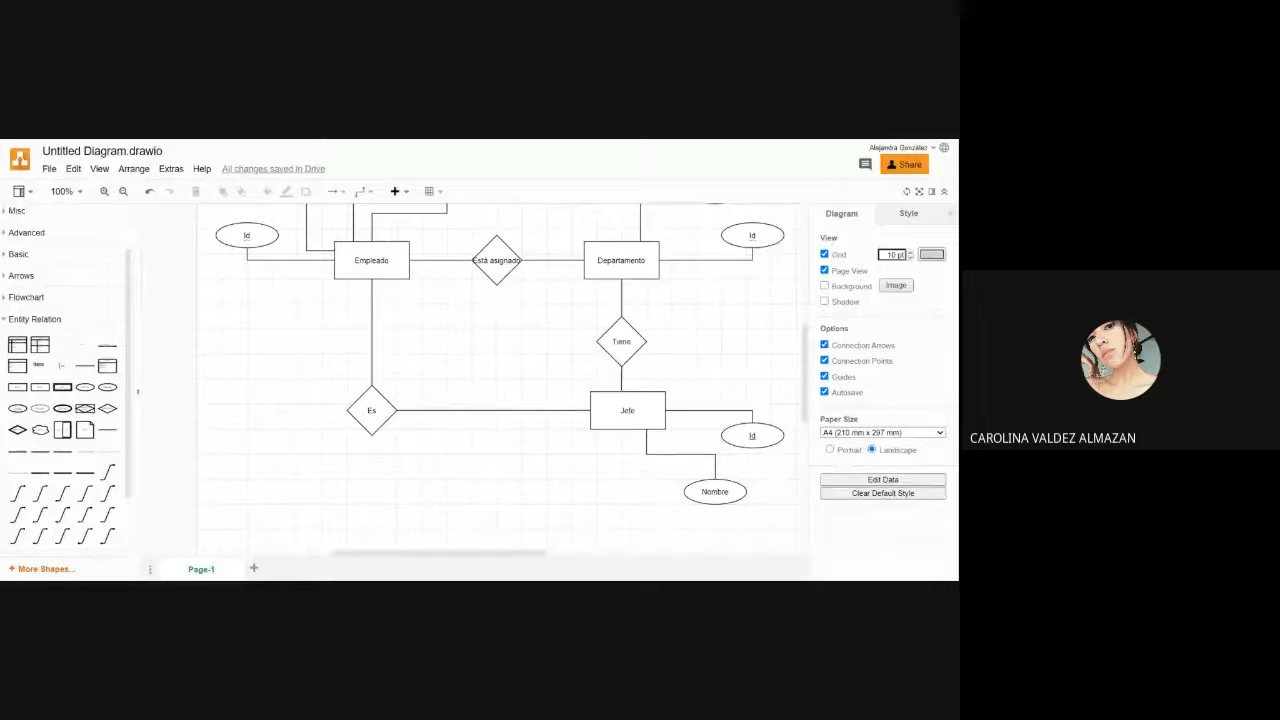 Untitled Diagram.drawio
Alejandra González
File Edit View Arrange Extras Help All changes saved in Drive
Share
100%
Misc
Advanced
Basic
Arrows
Flowchart
Entity Relation
More Shapes...
Id
Empleado
Está asignado
Departamento
Id
Tiene
Es
Jefe
Id
Nombre
Page-1
Diagram Style
View
Grid 10 pt
Page View
Background Image
Shadow
Options
Connection Arrows
Connection Points
Guides
Autosave
Paper Size
A4 (210 mm x 297 mm)
Portrait Landscape
Edit Data
Clear Default Style
CAROLINA VALDEZ ALMAZAN